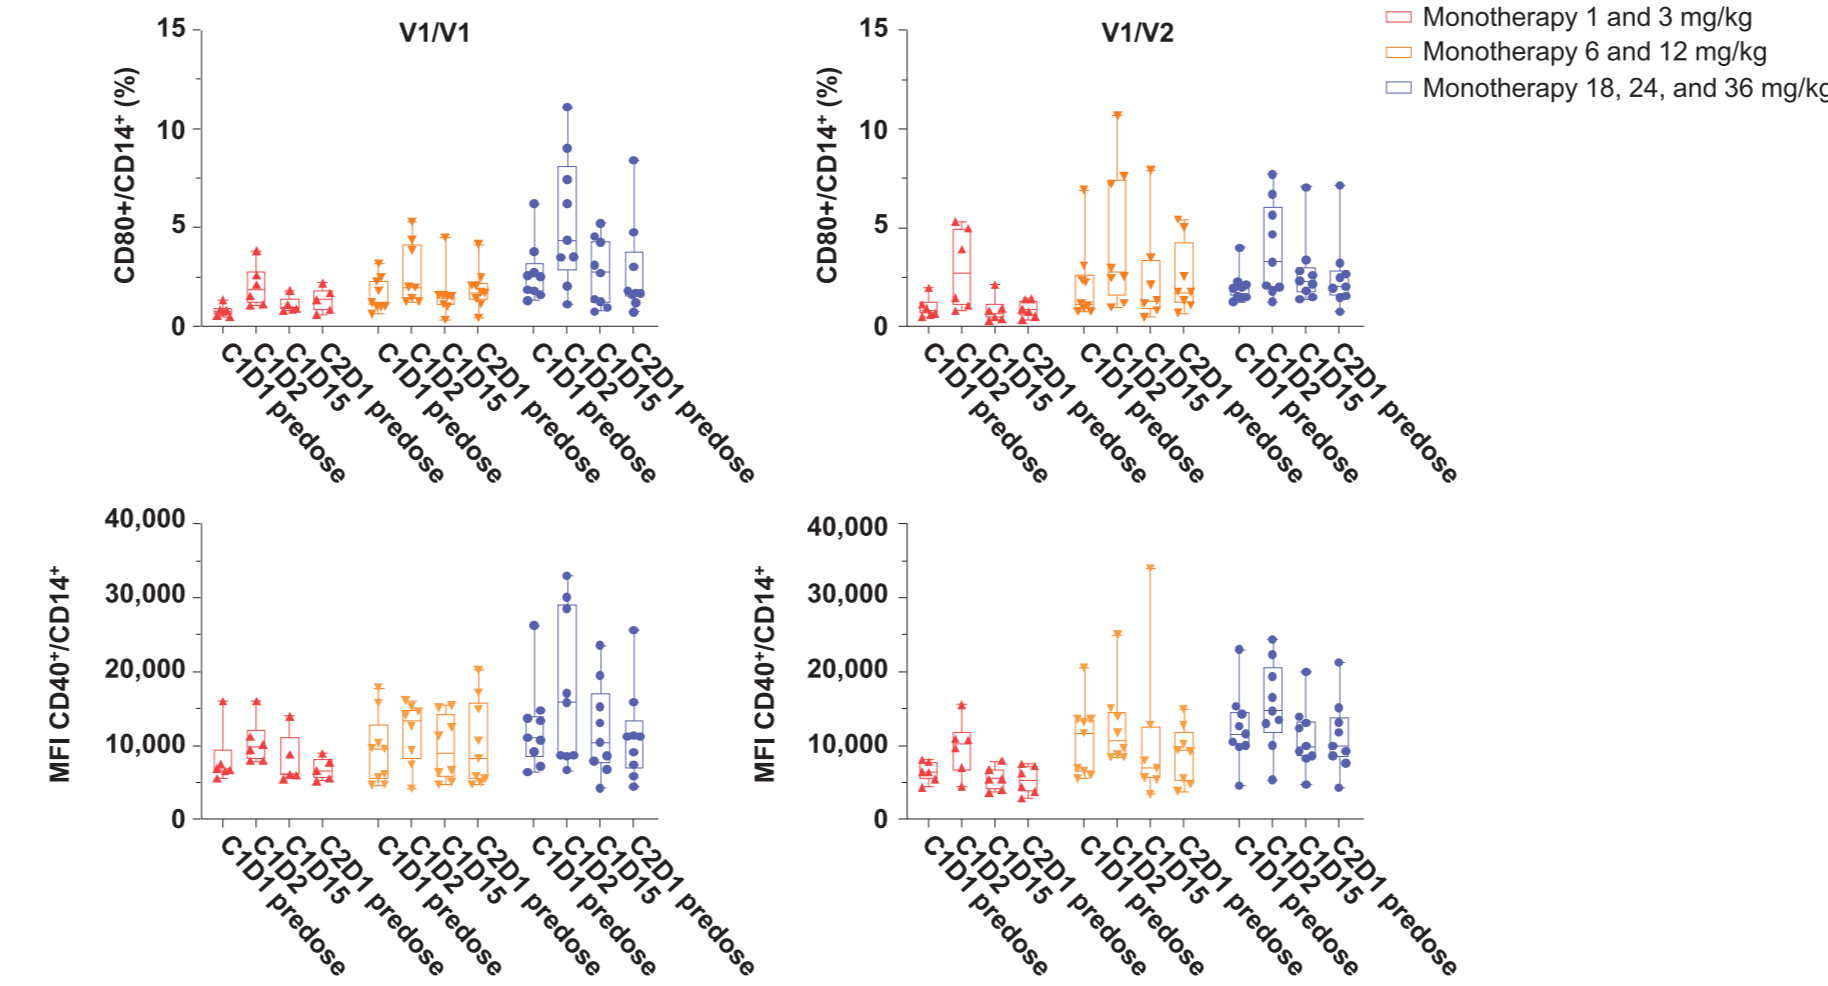 V1/V1
CD80+/CD14⁺ (%)
15
10
5
0
C1D1 predose
C1D2
C1D15
C2D1 predose
C1D1 predose
C1D2
C1D15
C2D1 predose
C1D1 predose
C1D2
C1D15
C2D1 predose
V1/V2
CD80+/CD14⁺ (%)
15
10
5
0
C1D1 predose
C1D2
C1D15
C2D1 predose
C1D1 predose
C1D2
C1D15
C2D1 predose
C1D1 predose
C1D2
C1D15
C2D1 predose
Monotherapy 1 and 3 mg/kg
Monotherapy 6 and 12 mg/kg
Monotherapy 18, 24, and 36 mg/kg
MFI CD40⁺/CD14⁺
40,000
30,000
20,000
10,000
0
C1D1 predose
C1D2
C1D15
C2D1 predose
C1D1 predose
C1D2
C1D15
C2D1 predose
C1D1 predose
C1D2
C1D15
C2D1 predose
MFI CD40⁺/CD14⁺
40,000
30,000
20,000
10,000
0
C1D1 predose
C1D2
C1D15
C2D1 predose
C1D1 predose
C1D2
C1D15
C2D1 predose
C1D1 predose
C1D2
C1D15
C2D1 predose